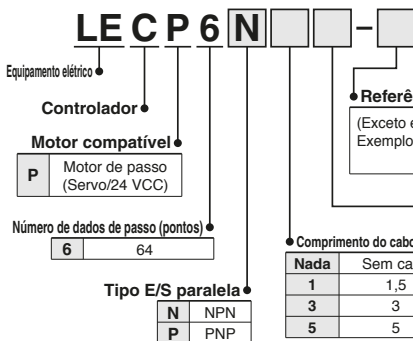 LE C P 6 N –
Equipamento elétrico
Controlador
Motor compatível
P Motor de passo
(Servo/24 VCC)
Número de dados de passo (pontos)
6 64
Tipo E/S paralela
N NPN
P PNP
(Exceto
Exemplo
Comprimento do cabo
Nada Sem
1 1,5
3 3
5 5